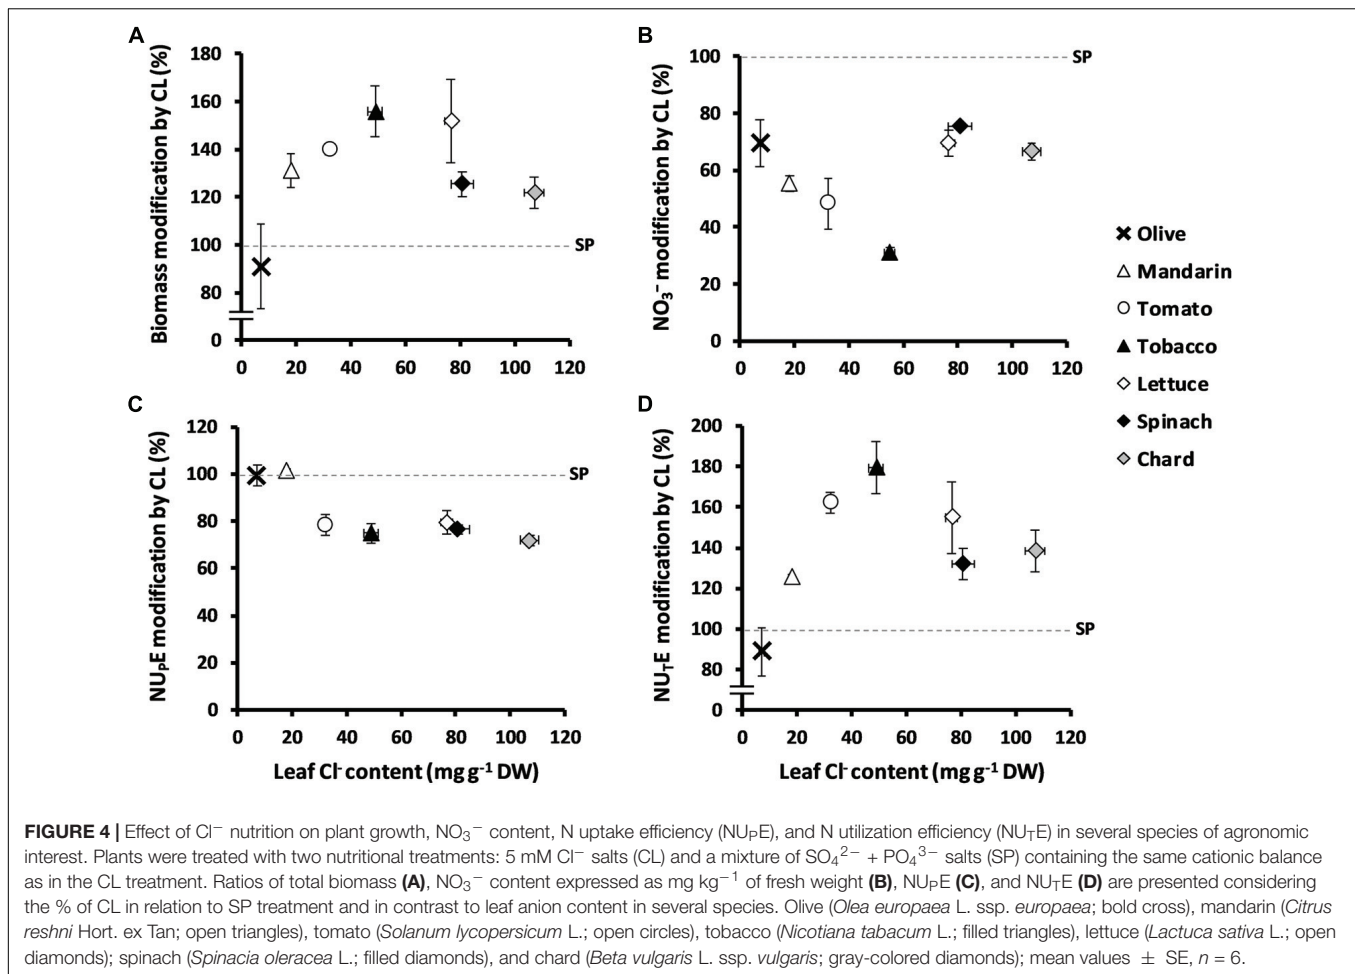 A
Biomass modification by CL (%)
180
160
140
120
100
80
0
SP
0 20 40 60 80 100 120
B
NO₃⁻ modification by CL (%)
100
80
60
40
20
0
SP
0 20 40 60 80 100 120
Olive
Mandarin
Tomato
Tobacco
Lettuce
Spinach
Chard
C
NUₚE modification by CL (%)
120
100
80
60
40
20
0
SP
0 20 40 60 80 100 120
Leaf Cl⁻ content (mg g⁻¹ DW)
D
NU_TE modification by CL (%)
200
180
160
140
120
100
80
0
SP
0 20 40 60 80 100 120
Leaf Cl⁻ content (mg g⁻¹ DW)
FIGURE 4 | Effect of Cl⁻ nutrition on plant growth, NO₃⁻ content, N uptake efficiency (NU_PE), and N utilization efficiency (NU_TE) in several species of agronomic
interest. Plants were treated with two nutritional treatments: 5 mM Cl⁻ salts (CL) and a mixture of SO₄²⁻ + PO₄³⁻ salts (SP) containing the same cationic balance
as in the CL treatment. Ratios of total biomass (A), NO₃⁻ content expressed as mg kg⁻¹ of fresh weight (B), NU_PE (C), and NU_TE (D) are presented considering
the % of CL in relation to SP treatment and in contrast to leaf anion content in several species. Olive (Olea europaea L. ssp. europaea; bold cross), mandarin (Citrus
reshni Hort. ex Tan; open triangles), tomato (Solanum lycopersicum L.; open circles), tobacco (Nicotiana tabacum L.; filled triangles), lettuce (Lactuca sativa L.; open
diamonds); spinach (Spinacia oleracea L.; filled diamonds), and chard (Beta vulgaris L. ssp. vulgaris; gray-colored diamonds); mean values ± SE, n = 6.